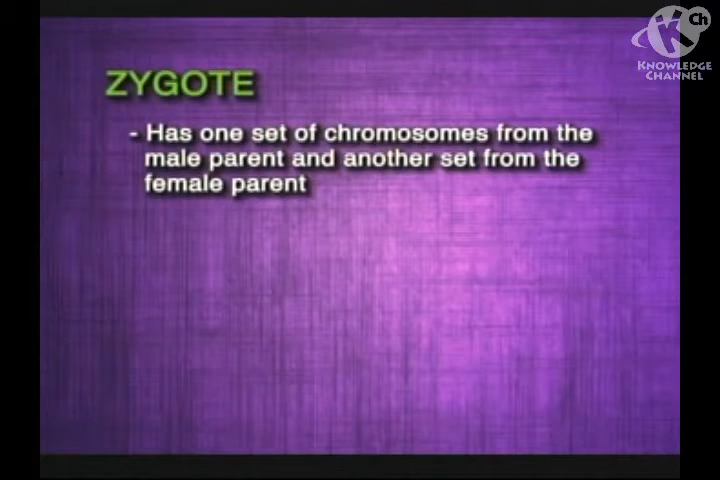 Ch
K
KNOWLEDGE
CHANNEL
ZYGOTE
- Has one set of chromosomes from the
male parent and another set from the
female parent